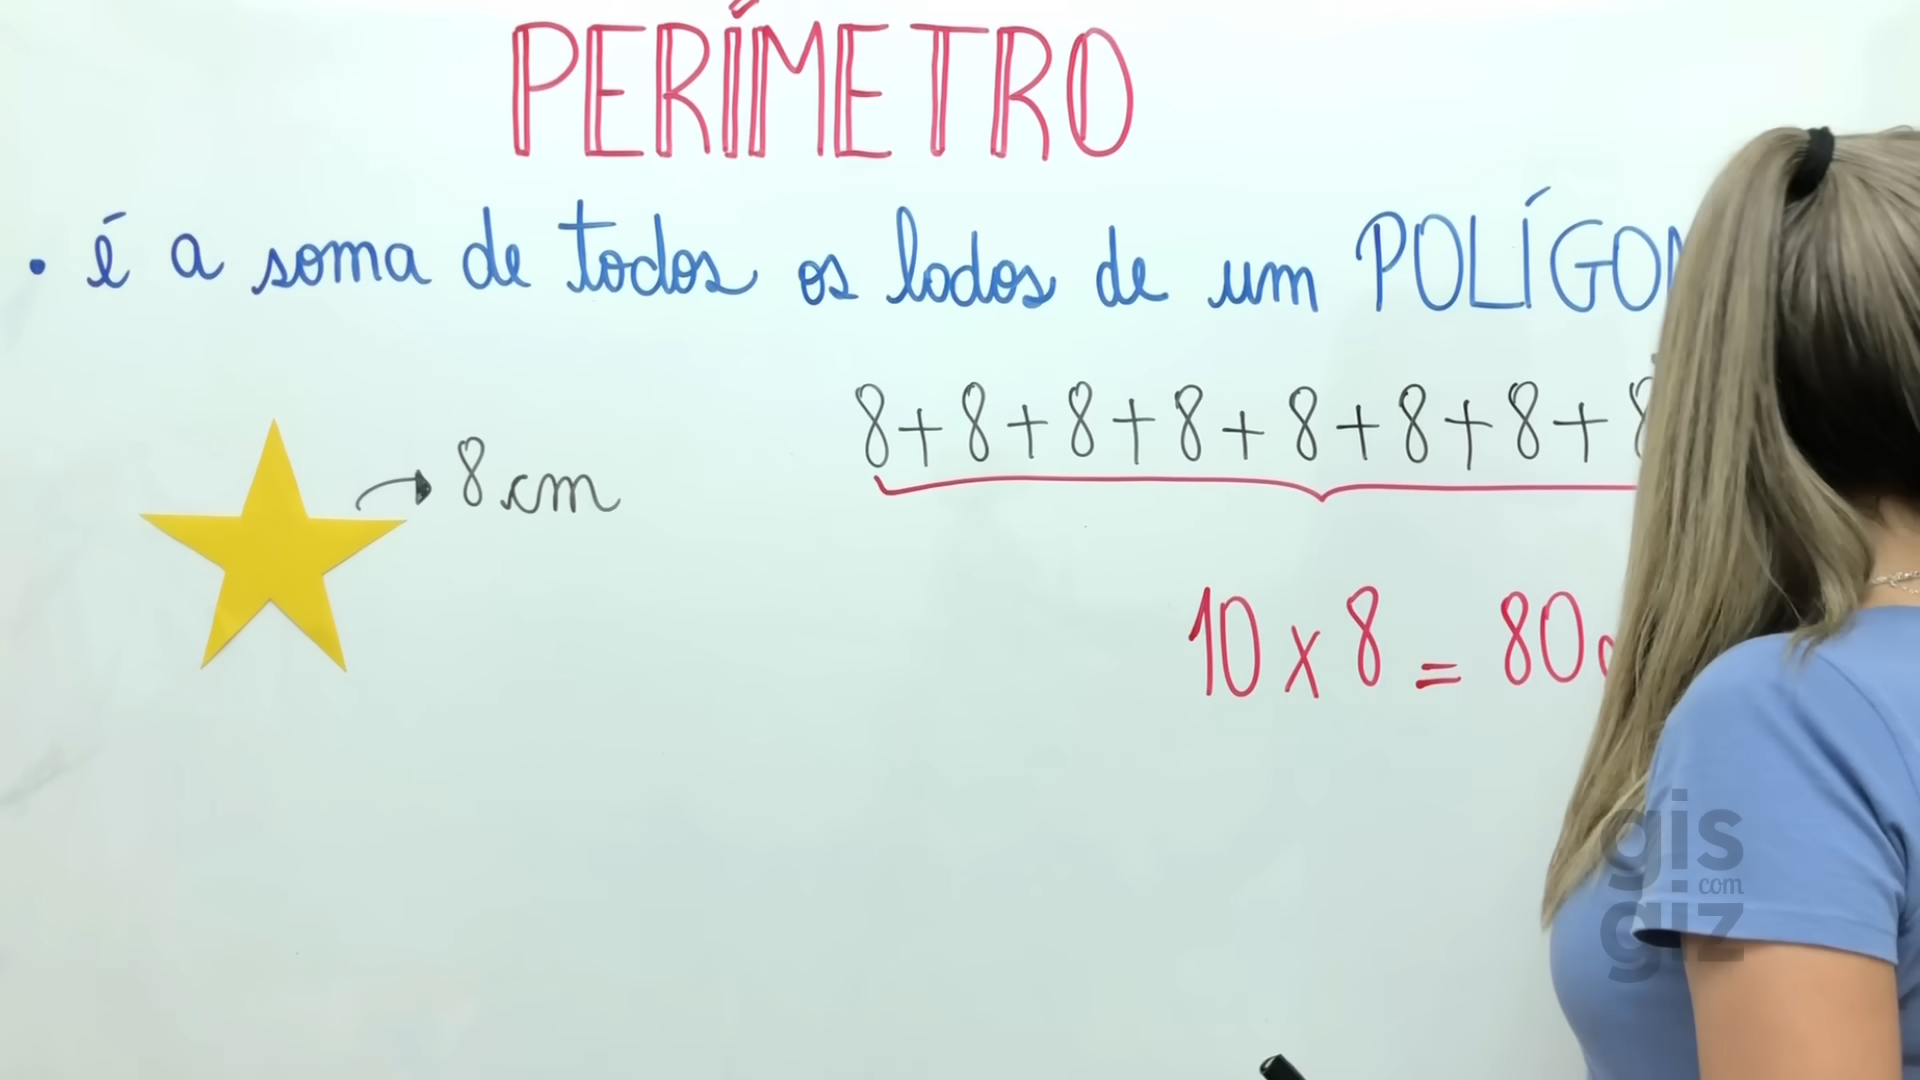 PERÍMETRO
• é a soma de todos os lados de um POLÍGON
8 cm
8+8+8+8+8+8+8+8
10 x 8 = 80c
gis
com
giz